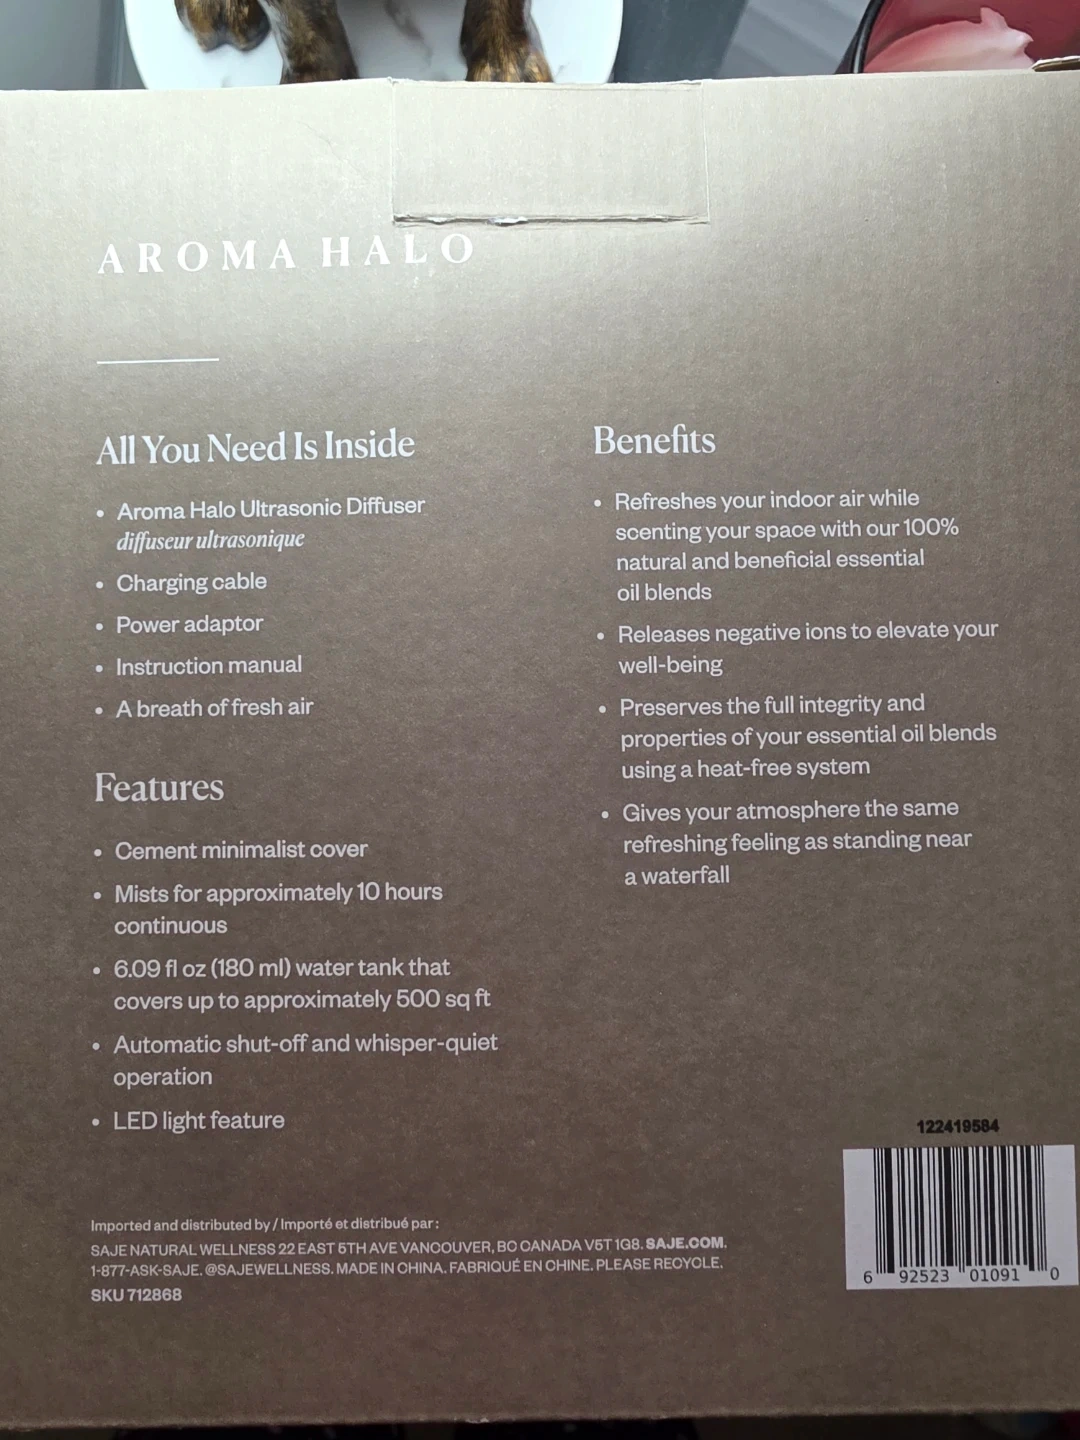 AROMA HALO
All You Need Is Inside
• Aroma Halo Ultrasonic Diffuser
diffuseur ultrasonique
• Charging cable
• Power adaptor
• Instruction manual
• A breath of fresh air
Features
• Cement minimalist cover
• Mists for approximately 10 hours
continuous
• 6.09 fl oz (180 ml) water tank that
covers up to approximately 500 sq ft
• Automatic shut-off and whisper-quiet
operation
• LED light feature
Benefits
• Refreshes your indoor air while
scenting your space with our 100%
natural and beneficial essential
oil blends
• Releases negative ions to elevate your
well-being
• Preserves the full integrity and
properties of your essential oil blends
using a heat-free system
• Gives your atmosphere the same
refreshing feeling as standing near
a waterfall
Imported and distributed by / Importé et distribué par :
SAJE NATURAL WELLNESS 22 EAST 5TH AVE VANCOUVER, BC CANADA V5T 1G8. SAJE.COM.
1-877-ASK-SAJE. @SAJEWELLNESS. MADE IN CHINA. FABRIQUÉ EN CHINE. PLEASE RECYCLE.
SKU 712868
122419584
6 92523 01091 0